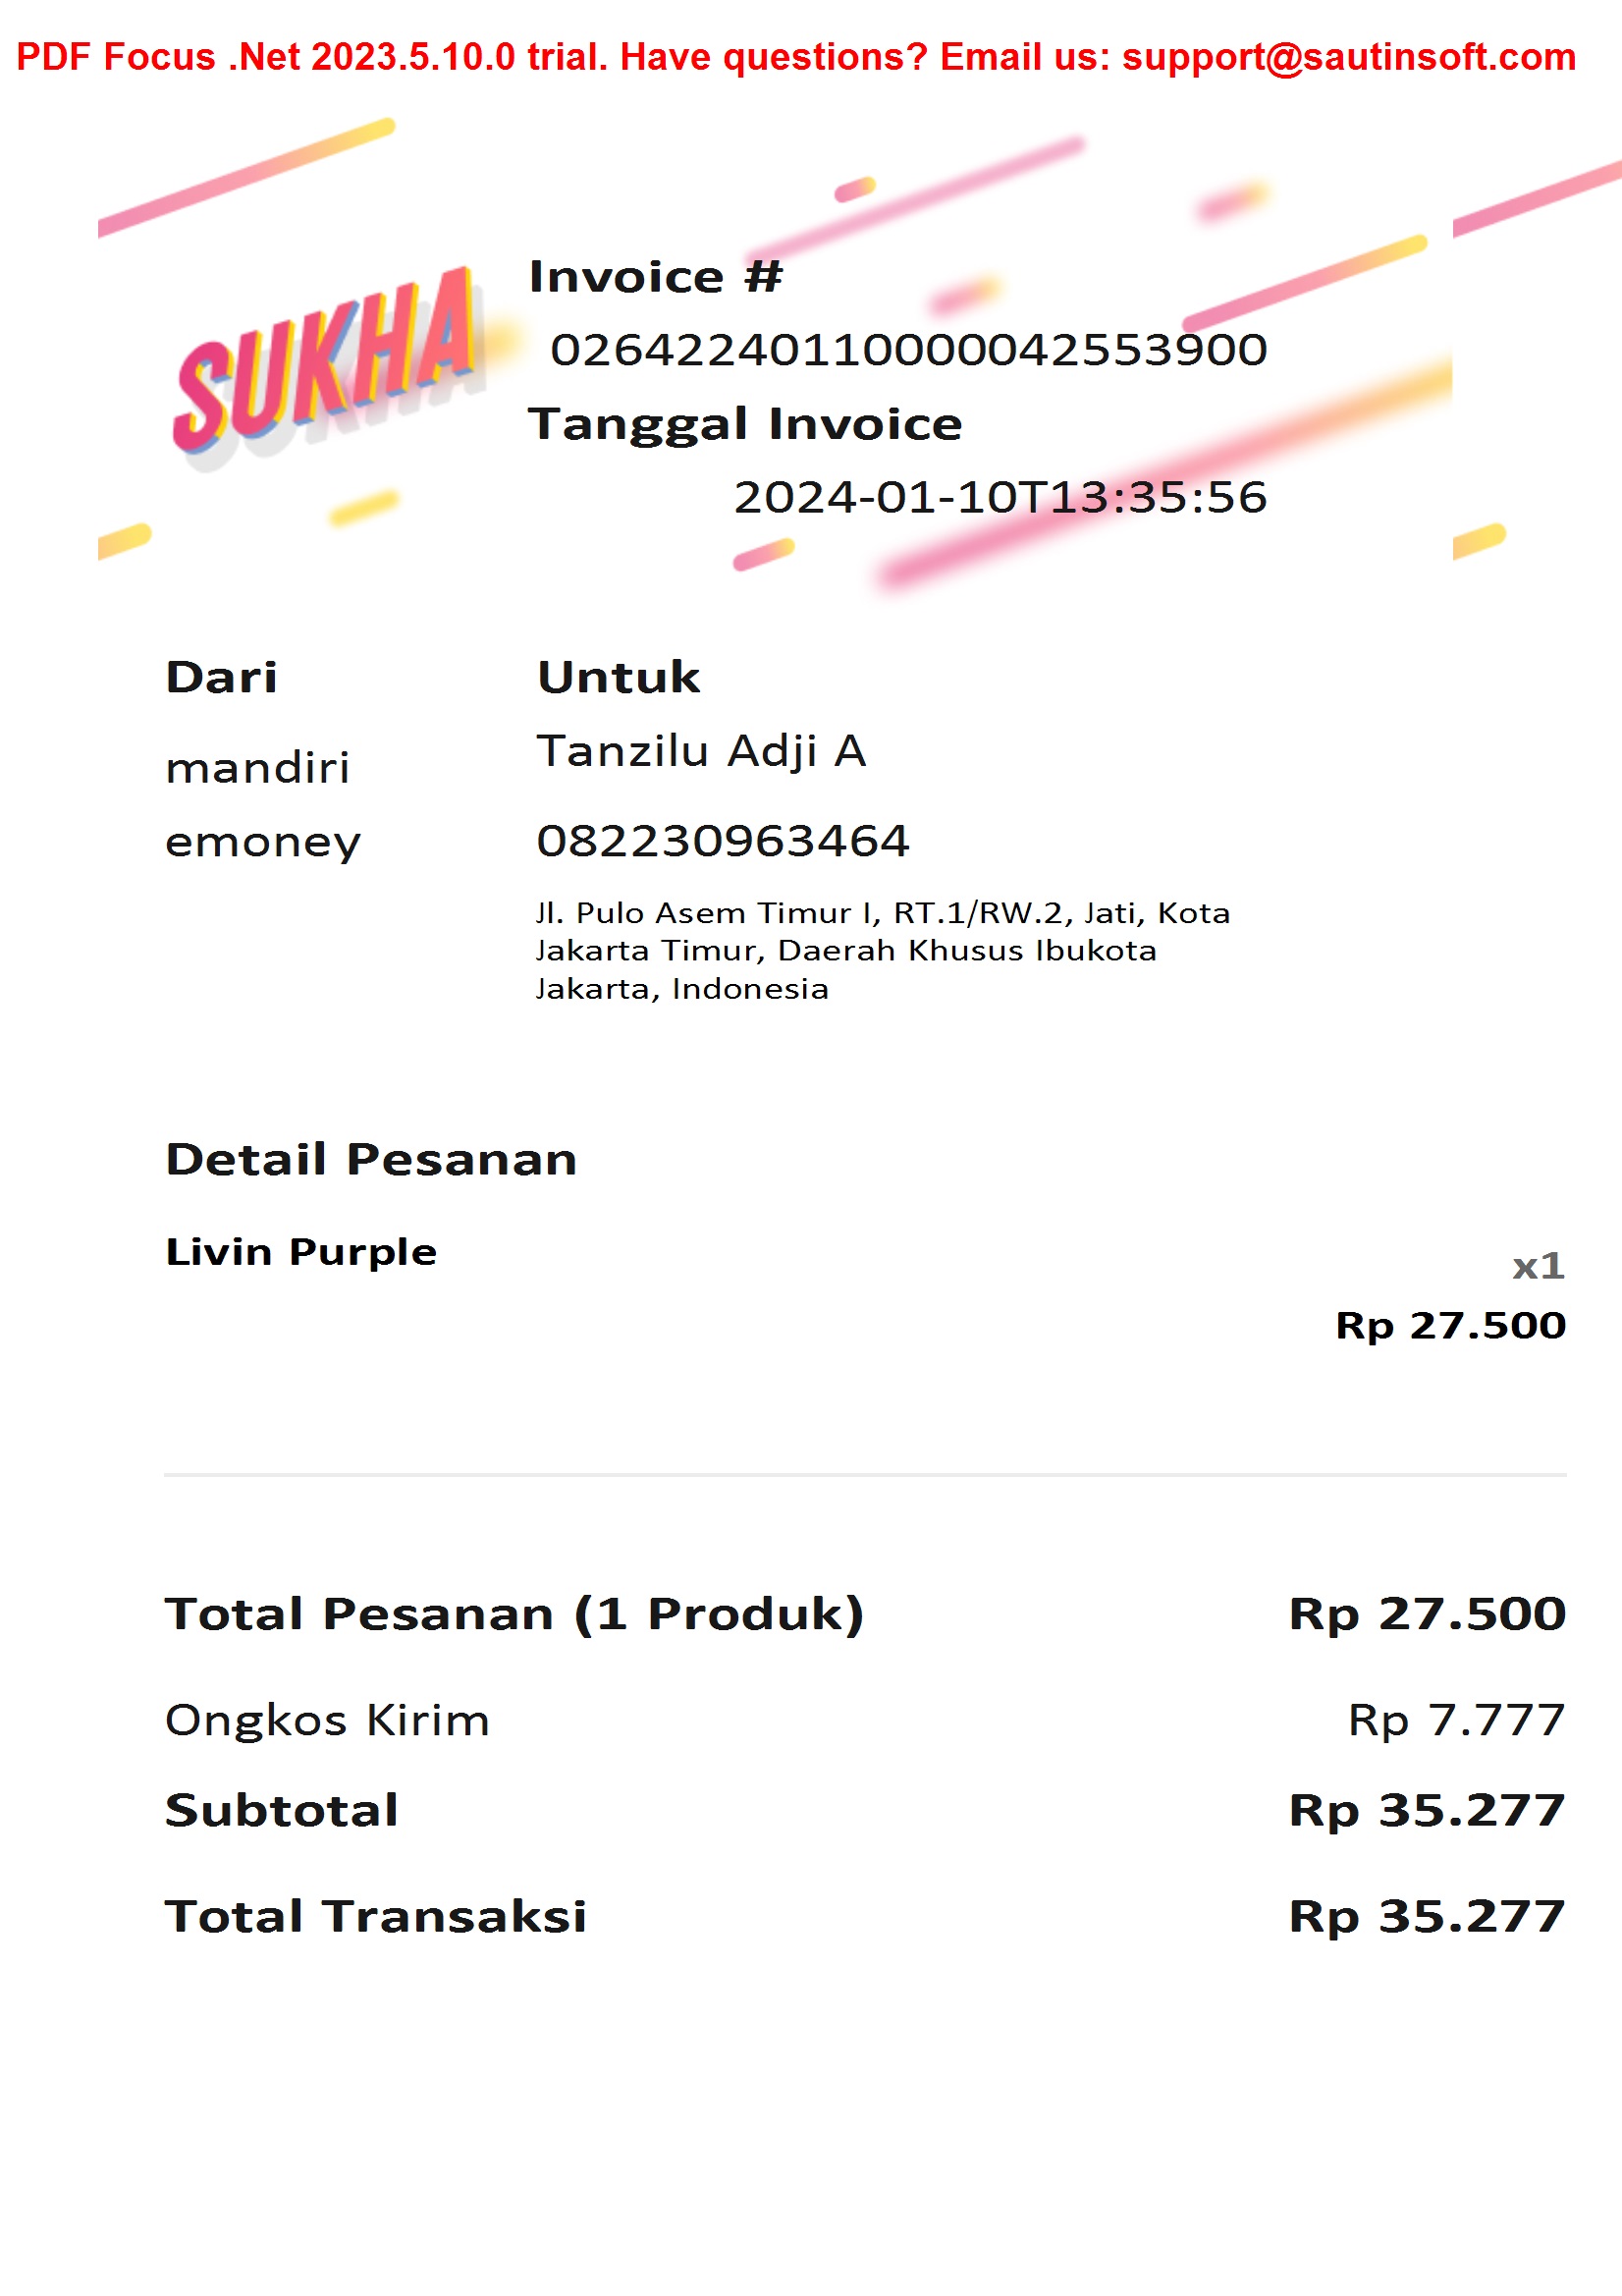 PDF Focus .Net 2023.5.10.0 trial. Have questions? Email us: support@sautinsoft.com
SUKHA
Invoice #
02642240110000042553900
Tanggal Invoice
2024-01-10T13:35:56
Dari
mandiri
emoney
Untuk
Tanzilu Adji A
082230963464
Jl. Pulo Asem Timur I, RT.1/RW.2, Jati, Kota
Jakarta Timur, Daerah Khusus Ibukota
Jakarta, Indonesia
Detail Pesanan
Livin Purple
x1
Rp 27.500
Total Pesanan (1 Produk) Rp 27.500
Ongkos Kirim Rp 7.777
Subtotal Rp 35.277
Total Transaksi Rp 35.277